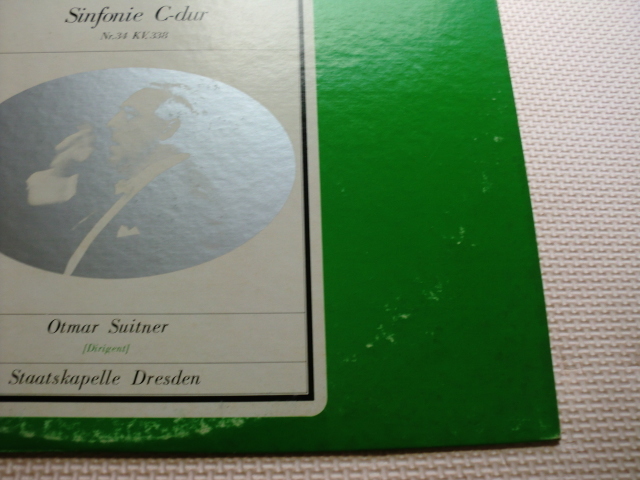 Sinfonie C-dur
Nr.34 KV.338
Otmar Suitner
[Dirigent]
Staatskapelle Dresden